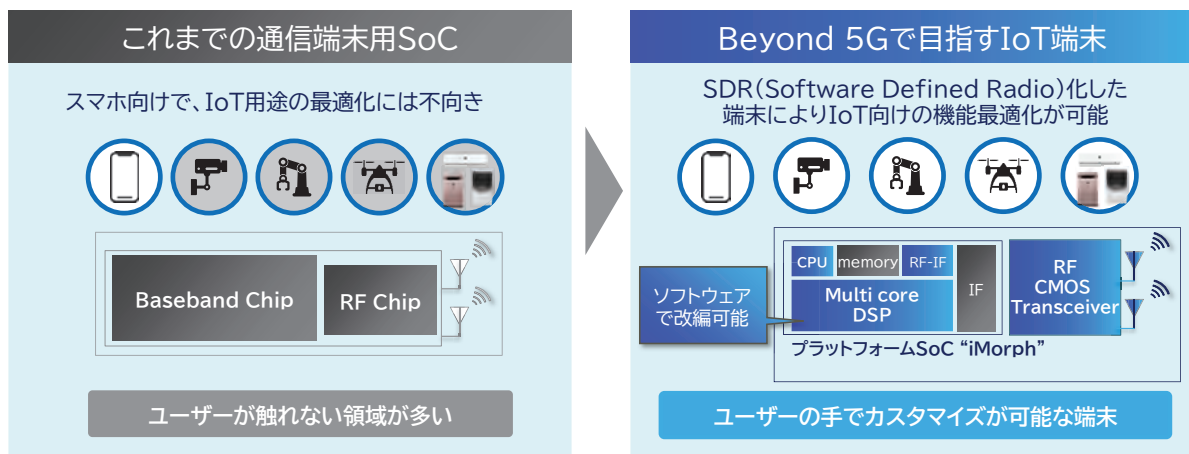 これまでの通信端末用SoC
スマホ向けで、IoT用途の最適化には不向き
Baseband Chip
RF Chip
ユーザーが触れない領域が多い
Beyond 5Gで目指すIoT端末
SDR(Software Defined Radio)化した
端末によりIoT向けの機能最適化が可能
ソフトウェア
で改編可能
CPU
memory
RF-IF
IF
Multi core
DSP
RF
CMOS
Transceiver
プラットフォームSoC “iMorph”
ユーザーの手でカスタマイズが可能な端末